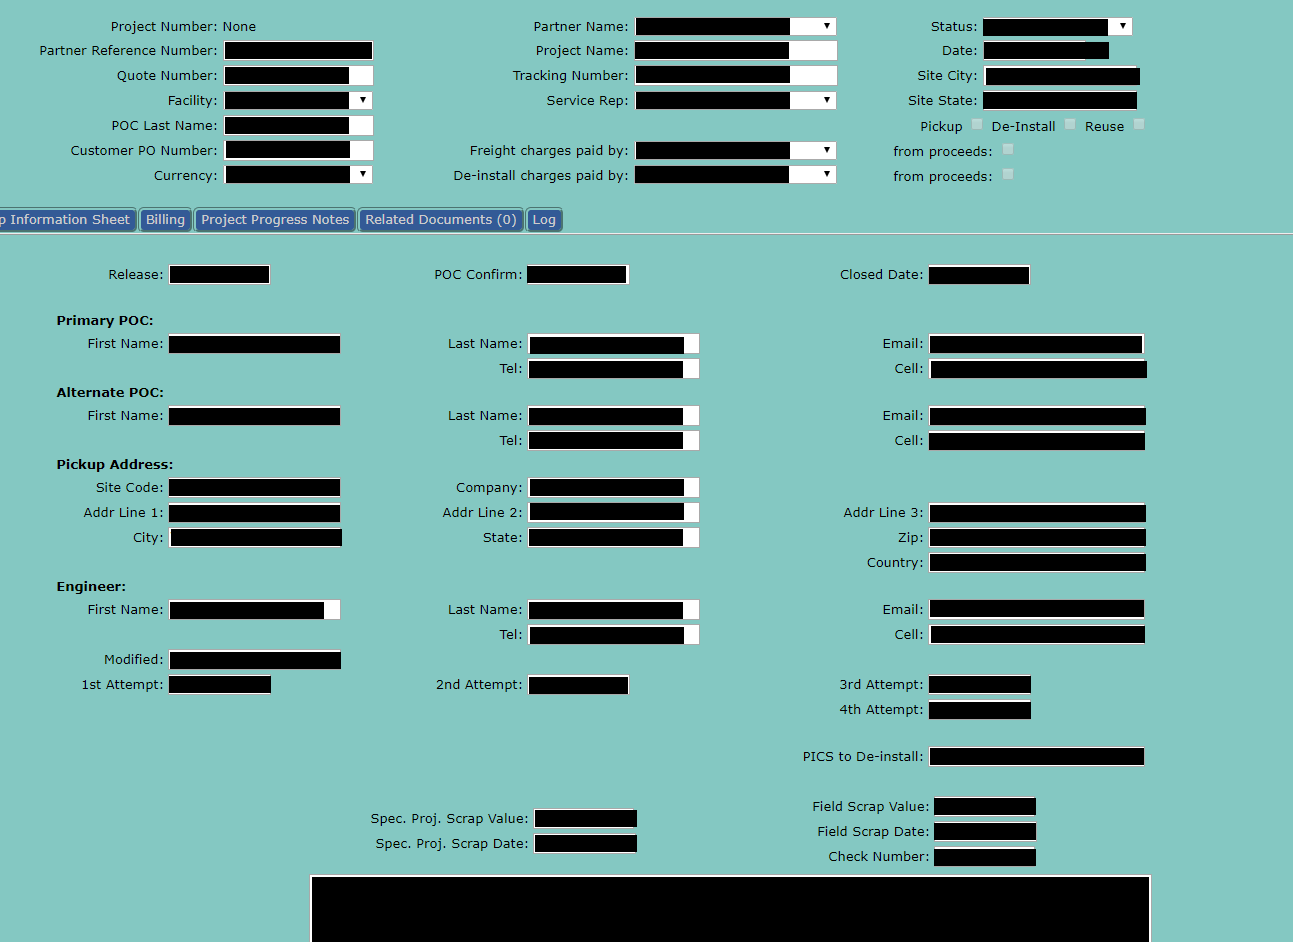 Project Number: None Partner Name: Status:
Partner Reference Number: Project Name: Date:
Quote Number: Tracking Number: Site City:
Facility: Service Rep: Site State:
POC Last Name: Pickup De-Install Reuse
Customer PO Number: Freight charges paid by: from proceeds:
Currency: De-install charges paid by: from proceeds:
p Information Sheet Billing Project Progress Notes Related Documents (0) Log
Release: POC Confirm: Closed Date:
Primary POC:
First Name: Last Name: Email:
Tel: Cell:
Alternate POC:
First Name: Last Name: Email:
Tel: Cell:
Pickup Address:
Site Code: Company:
Addr Line 1: Addr Line 2: Addr Line 3:
City: State: Zip:
Country:
Engineer:
First Name: Last Name: Email:
Tel: Cell:
Modified:
1st Attempt: 2nd Attempt: 3rd Attempt:
4th Attempt:
PICS to De-install:
Field Scrap Value:
Spec. Proj. Scrap Value:
Field Scrap Date:
Spec. Proj. Scrap Date:
Check Number: